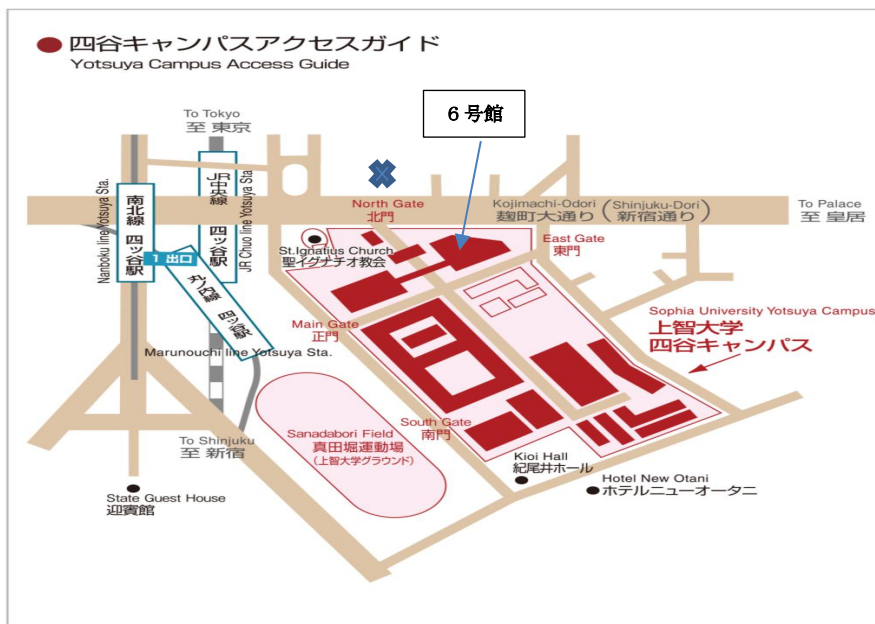 四谷キャンパスアクセスガイド
Yotsuya Campus Access Guide
6号館
To Tokyo
至 東京
Nanboku line Yotsuya Sta.
南北線 四ツ谷駅
JR中央線 四ツ谷駅
JR Chuo line Yotsuya Sta
North Gate
北門
Kojimachi-Odori (Shinjuku-Dori)
麹町大通り(新宿通り)
To Palace
至 皇居
St.Ignatius Church
聖イグナチオ教会
East Gate
東門
1 出口
丸ノ内線 四ツ谷駅
Marunouchi line Yotsuya Sta.
Main Gate
正門
Sophia University Yotsuya Campus
上智大学
四谷キャンパス
South Gate
南門
Sanadabori Field
真田堀運動場
(上智大学グラウンド)
To Shinjuku
至 新宿
Kioi Hall
紀尾井ホール
Hotel New Otani
ホテルニューオータニ
State Guest House
迎賓館